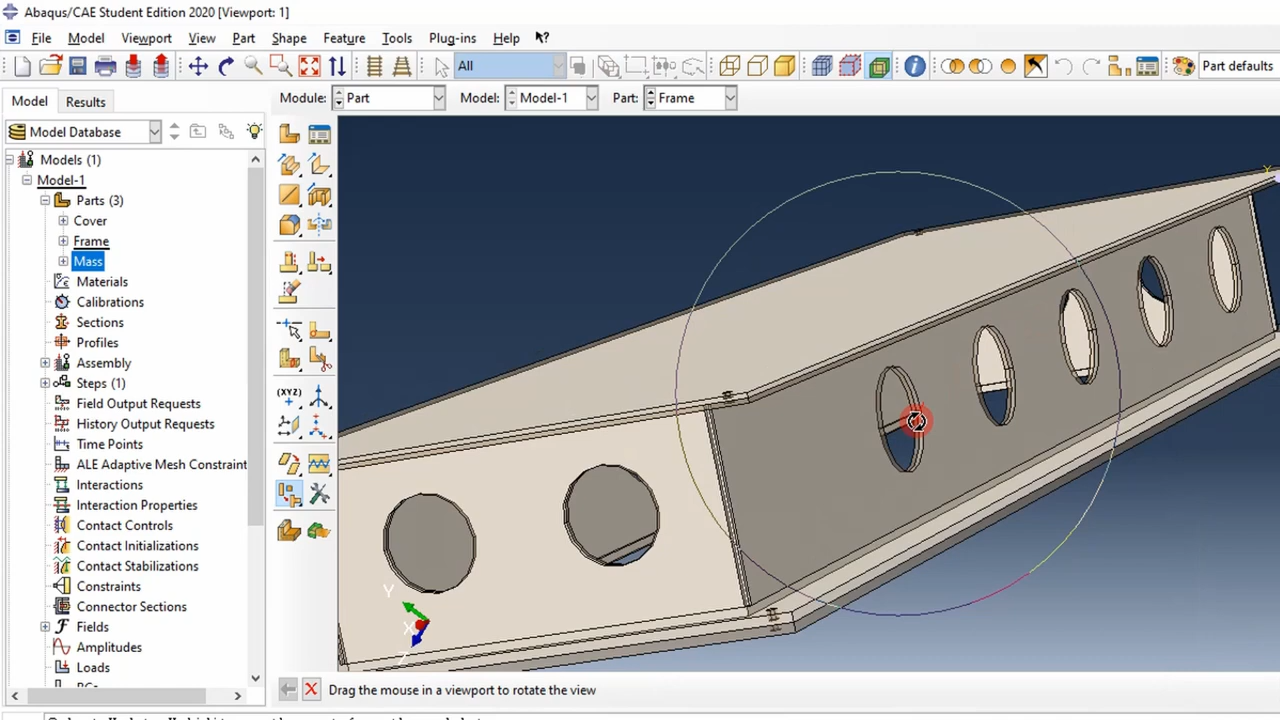 Abaqus/CAE Student Edition 2020 [Viewport: 1]
File Model Viewport View Part Shape Feature Tools Plug-ins Help
All
Part defaults
Model Results
Module: Part Model: Model-1 Part: Frame
Model Database
Models (1)
Model-1
Parts (3)
Cover
Frame
Mass
Materials
Calibrations
Sections
Profiles
Assembly
Steps (1)
Field Output Requests
History Output Requests
Time Points
ALE Adaptive Mesh Constraint
Interactions
Interaction Properties
Contact Controls
Contact Initializations
Contact Stabilizations
Constraints
Connector Sections
Fields
Amplitudes
Loads
(XYZ)
Y
X
Drag the mouse in a viewport to rotate the view